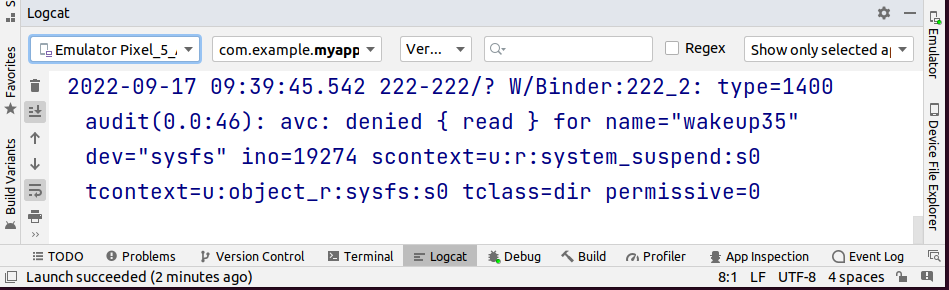 Logcat
Emulator Pixel_5_
com.example.myapp
Ver...
Regex
Show only selected a
2022-09-17 09:39:45.542 222-222/? W/Binder:222_2: type=1400
audit(0.0:46): avc: denied { read } for name="wakeup35"
dev="sysfs" ino=19274 scontext=u:r:system_suspend:s0
tcontext=u:object_r:sysfs:s0 tclass=dir permissive=0
Favorites
Build Variants
Emulator
Device File Explorer
TODO
Problems
Version Control
Terminal
Logcat
Debug
Build
Profiler
App Inspection
Event Log
Launch succeeded (2 minutes ago)
8:1 LF UTF-8 4 spaces